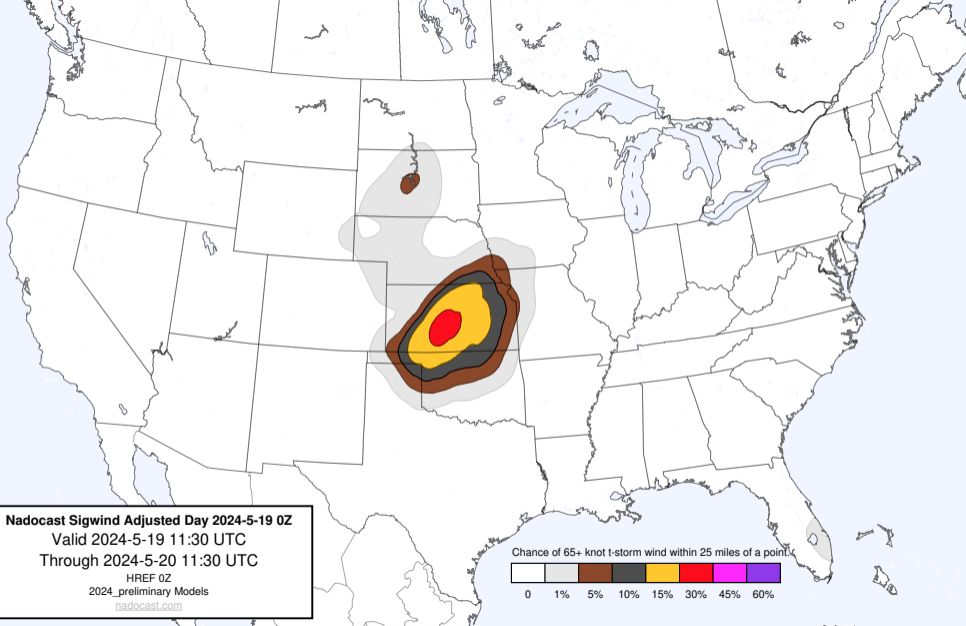 Nadocast Sigwind Adjusted Day 2024-5-19 0Z
Valid 2024-5-19 11:30 UTC
Through 2024-5-20 11:30 UTC
HREF 0Z
2024_preliminary Models
nadocast.com
Chance of 65+ knot t-storm wind within 25 miles of a point.
0 1% 5% 10% 15% 30% 45% 60%